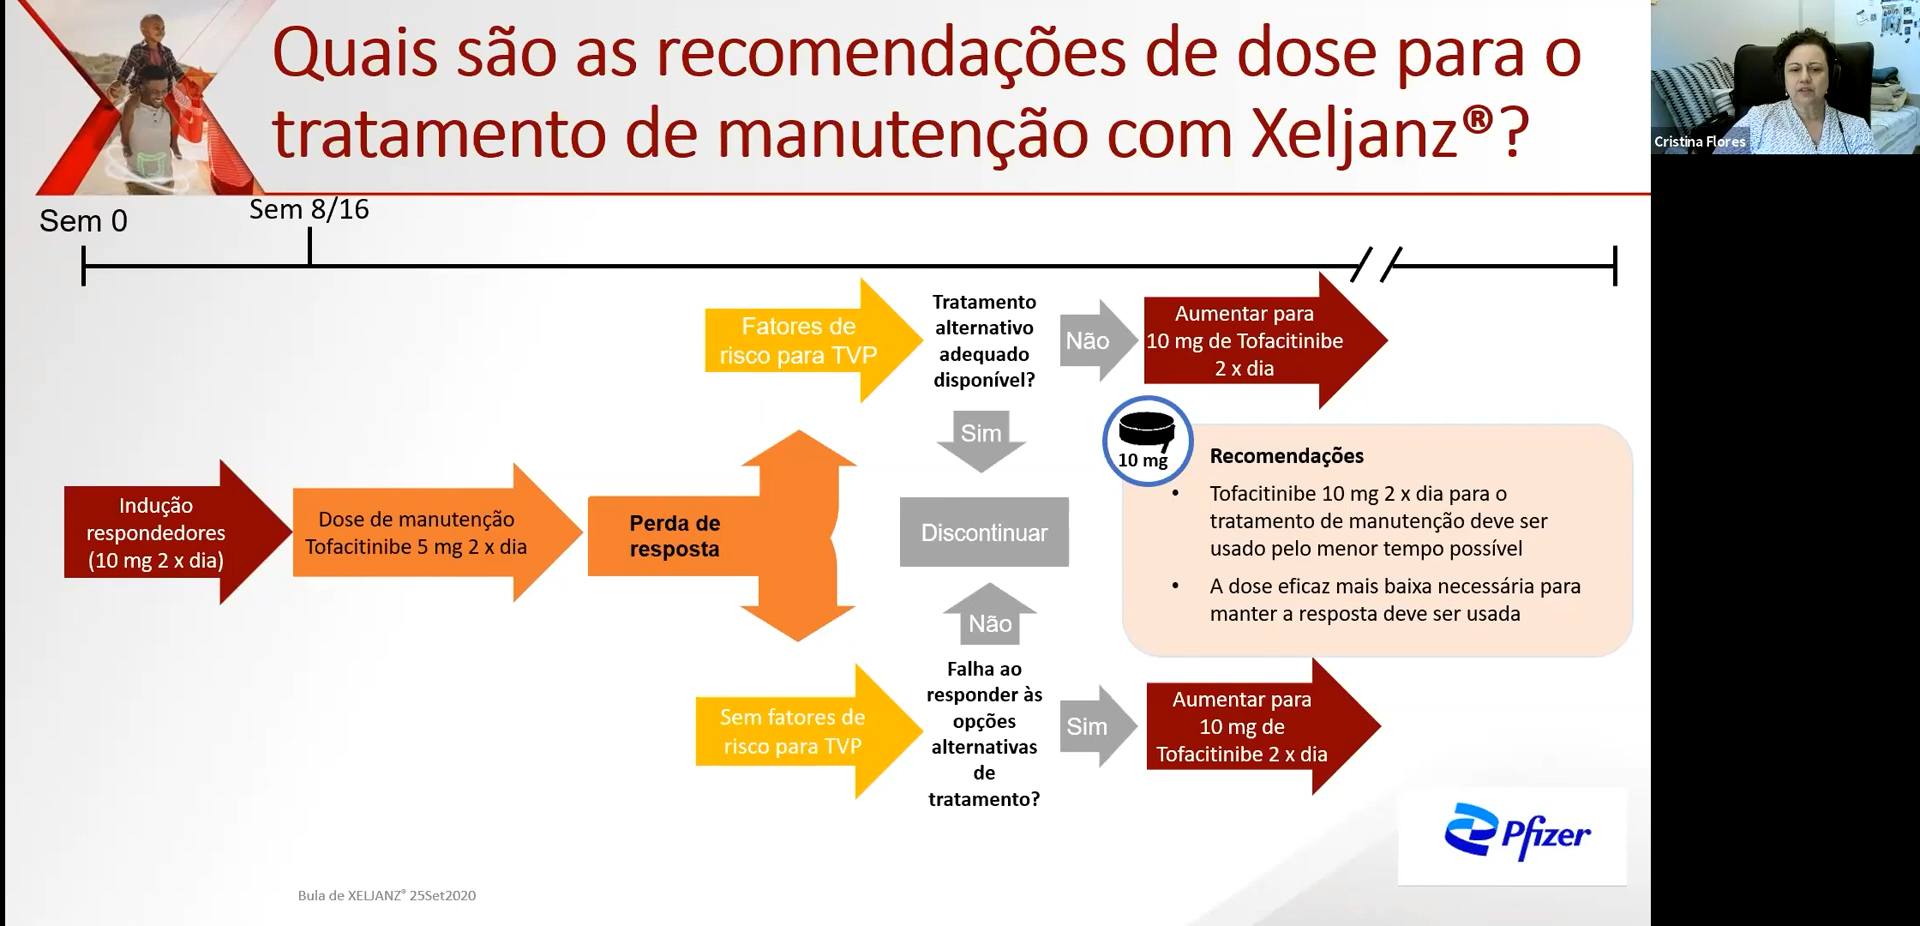 Quais são as recomendações de dose para o
tratamento de manutenção com Xeljanz®?
Cristina Flores
Sem 0
Sem 8/16
Fatores de
risco para TVP
Tratamento
alternativo
adequado
disponível?
Não
Aumentar para
10 mg de Tofacitinibe
2 x dia
Sim
Indução
respondedores
(10 mg 2 x dia)
Dose de manutenção
Tofacitinibe 5 mg 2 x dia
Perda de
resposta
Discontinuar
10 mg
Recomendações
• Tofacitinibe 10 mg 2 x dia para o
tratamento de manutenção deve ser
usado pelo menor tempo possível
• A dose eficaz mais baixa necessária para
manter a resposta deve ser usada
Não
Sem fatores de
risco para TVP
Falha ao
responder às
opções
alternativas
de
tratamento?
Sim
Aumentar para
10 mg de
Tofacitinibe 2 x dia
Pfizer
Bula de XELJANZ® 25Set2020